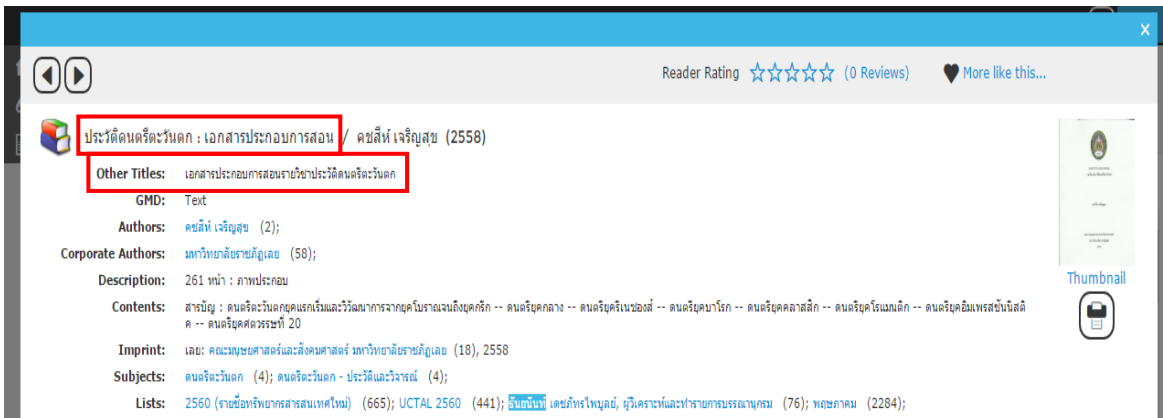 X
Reader Rating ☆☆☆☆☆ (0 Reviews) More like this...
ประวัติดนตรีตะวันตก : เอกสารประกอบการสอน / คชสีห์ เจริญสุข (2558)
Other Titles: เอกสารประกอบการสอนรายวิชาประวัติดนตรีตะวันตก
GMD: Text
Authors: คชสีห์ เจริญสุข (2);
Corporate Authors: มหาวิทยาลัยราชภัฏเลย (58);
Description: 261 หน้า : ภาพประกอบ
Thumbnail
Contents: สารบัญ : ดนตรีตะวันตกยุคแรกเริ่มและวิวัฒนาการจากยุคโบราณจนถึงยุคกรีก -- ดนตรียุคกลาง -- ดนตรียุคริเนซองส์ -- ดนตรียุคบาโรก -- ดนตรียุคคลาสสิก -- ดนตรียุคโรแมนติก -- ดนตรียุคอิมเพรสชันนิสติ
ค -- ดนตรียุคศตวรรษที่ 20
Imprint: เลย: คณะมนุษยศาสตร์และสังคมศาสตร์ มหาวิทยาลัยราชภัฏเลย (18), 2558
Subjects: ดนตรีตะวันตก (4); ดนตรีตะวันตก - ประวัติและวิจารณ์ (4);
Lists: 2560 (รายชื่อทรัพยากรสารสนเทศใหม่) (665); UCTAL 2560 (441); ธันยนันท์ เดชภัทรไพบูลย์, ผู้วิเคราะห์และทำรายการบรรณานุกรม (76); พฤษภาคม (2284);